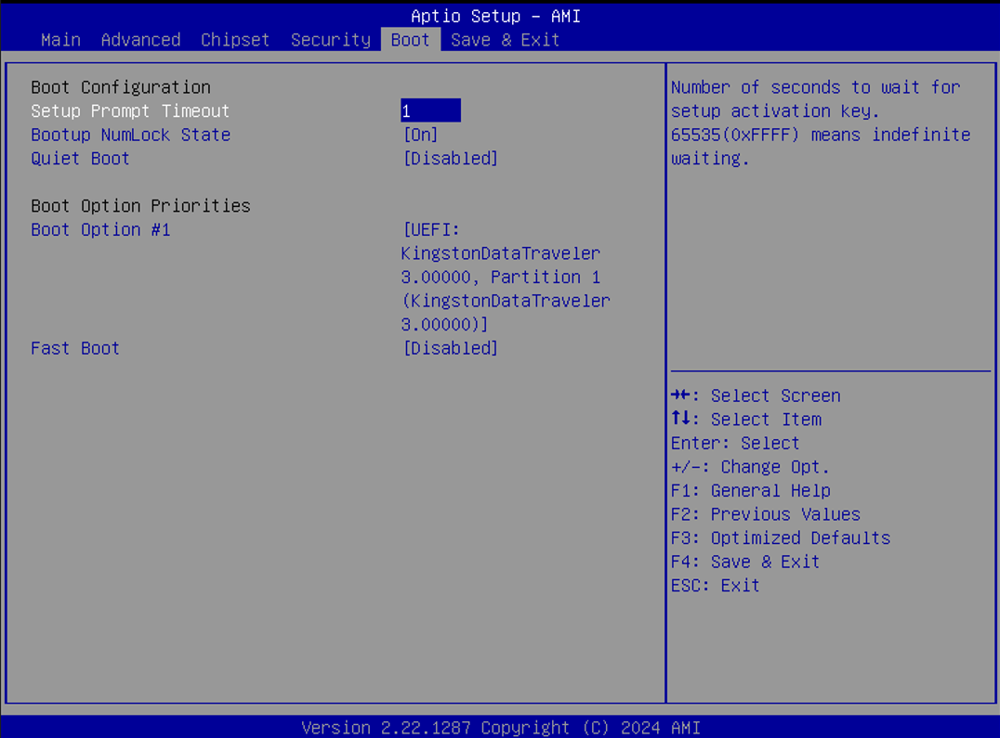 Aptio Setup – AMI
Main Advanced Chipset Security Boot Save & Exit
Boot Configuration
Setup Prompt Timeout 1
Bootup NumLock State [On]
Quiet Boot [Disabled]
Boot Option Priorities
Boot Option #1 [UEFI:
KingstonDataTraveler
3.00000, Partition 1
(KingstonDataTraveler
3.00000)]
Fast Boot [Disabled]
Number of seconds to wait for
setup activation key.
65535(0xFFFF) means indefinite
waiting.
→←: Select Screen
↑↓: Select Item
Enter: Select
+/-: Change Opt.
F1: General Help
F2: Previous Values
F3: Optimized Defaults
F4: Save & Exit
ESC: Exit
Version 2.22.1287 Copyright (C) 2024 AMI